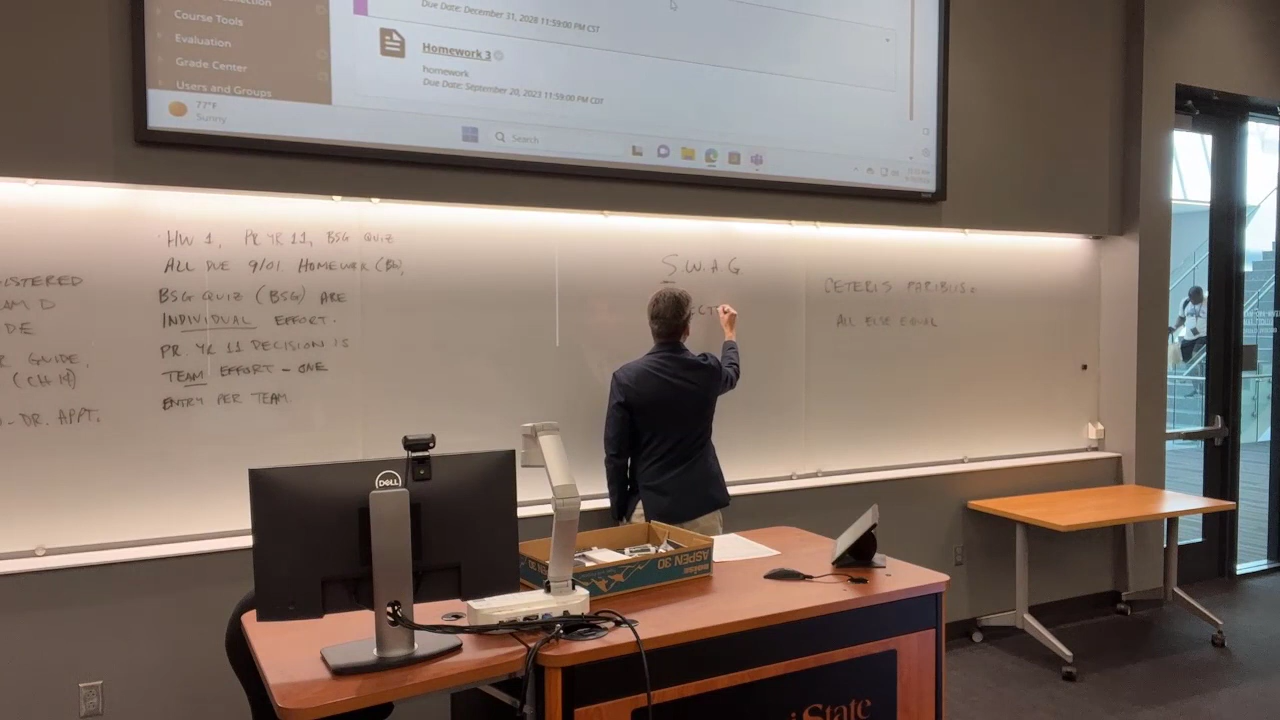 Course Tools
Evaluation
Grade Center
Users and Groups
Due Date: December 31, 2028 11:59:00 PM CST
Homework 3
homework
Due Date: September 20, 2023 11:59:00 PM CDT
77°F
Sunny
Search
GUIDE,
(CH 14)
DR. APPT.
HW 1, PR YR 11, BSG QUIZ
ALL DUE 9/01. HOMEWORK
BSG QUIZ (BSG) ARE
INDIVIDUAL EFFORT.
PR. YR 11 DECISION IS
TEAM EFFORT - ONE
ENTRY PER TEAM.
S.W.A.G.
CETERIS PARIBUS:
ALL ELSE EQUAL
DELL
ASPEN 30
State